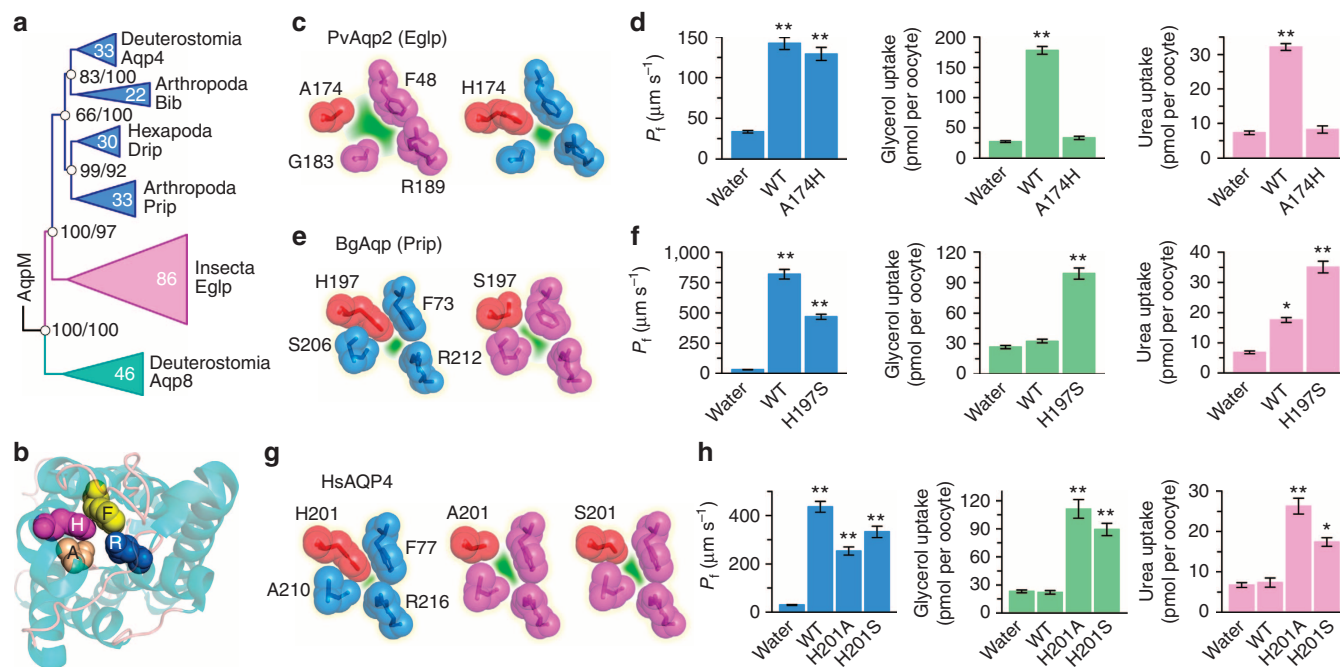 a
33
Deuterostomia
Aqp4
83/100
22
Arthropoda
Bib
66/100
30
Hexapoda
Drip
99/92
33
Arthropoda
Prip
100/97
86
Insecta
Eglp
AqpM
100/100
46
Deuterostomia
Aqp8
b
H
F
A
R
c
PvAqp2 (Eglp)
A174
F48
G183
R189
H174
d
Pf (μm s–1)
150
100
50
0
Water
WT
A174H
**
**
Glycerol uptake
(pmol per oocyte)
200
150
100
50
0
Water
WT
A174H
**
Urea uptake
(pmol per oocyte)
30
20
10
0
Water
WT
A174H
**
e
BgAqp (Prip)
H197
F73
S206
R212
S197
f
Pf (μm s–1)
1,000
750
500
250
0
Water
WT
H197S
**
**
Glycerol uptake
(pmol per oocyte)
120
90
60
30
0
Water
WT
H197S
**
Urea uptake
(pmol per oocyte)
40
30
20
10
0
Water
WT
H197S
*
**
g
HsAQP4
H201
F77
A210
R216
A201
S201
h
Pf (μm s–1)
400
200
0
Water
WT
H201A
H201S
**
**
**
Glycerol uptake
(pmol per oocyte)
120
90
60
30
0
Water
WT
H201A
H201S
**
**
Urea uptake
(pmol per oocyte)
30
20
10
0
Water
WT
H201A
H201S
**
*